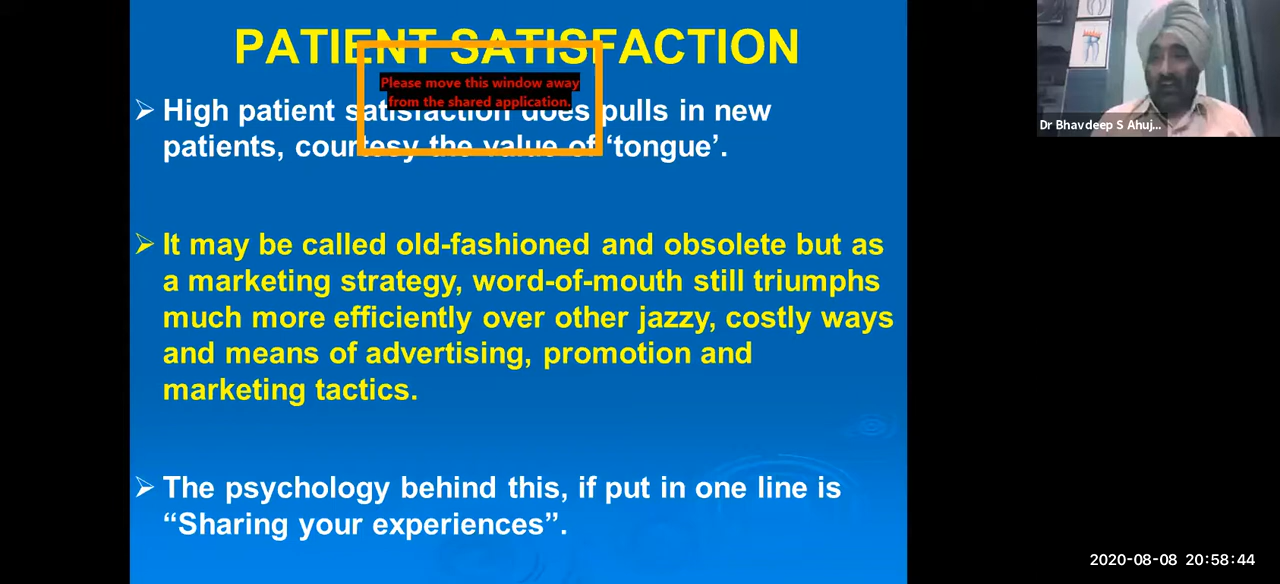 PATIENT SATISFACTION
Please move this window away
from the shared application.
➢ High patient satisfaction does pulls in new
patients, courtesy the value of ‘tongue’.
➢ It may be called old-fashioned and obsolete but as
a marketing strategy, word-of-mouth still triumphs
much more efficiently over other jazzy, costly ways
and means of advertising, promotion and
marketing tactics.
➢ The psychology behind this, if put in one line is
“Sharing your experiences”.
Dr Bhavdeep S Ahuj...
2020-08-08 20:58:44